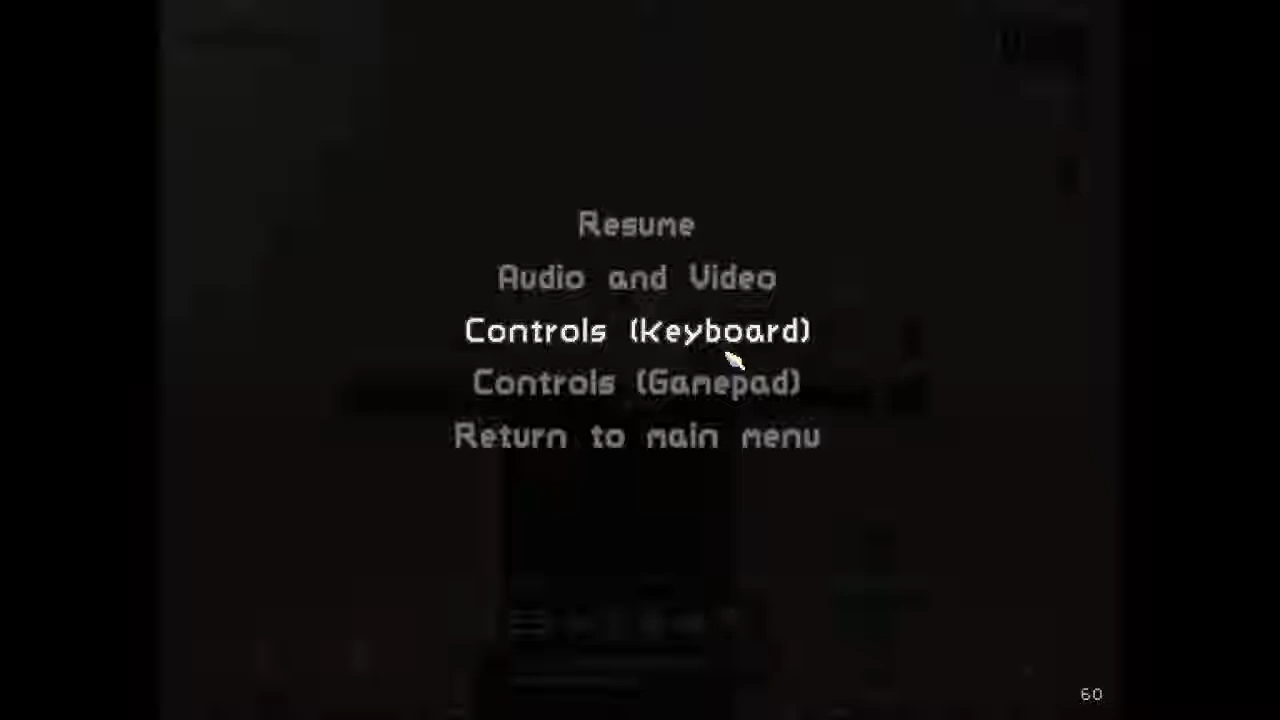 Resume
Audio and Video
Controls (Keyboard)
Controls (Gamepad)
Return to main menu
60